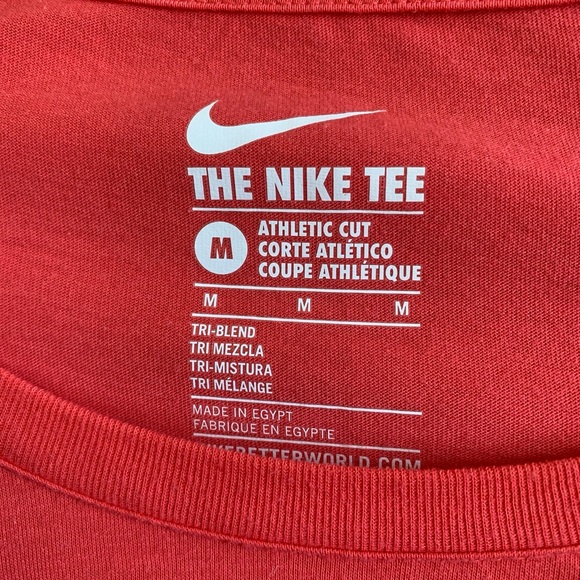 THE NIKE TEE
M
ATHLETIC CUT
CORTE ATLÉTICO
COUPE ATHLÉTIQUE
M M M
TRI-BLEND
TRI MEZCLA
TRI-MISTURA
TRI MÉLANGE
MADE IN EGYPT
FABRIQUE EN EGYPTE